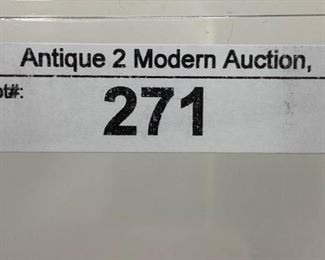 Antique 2 Modern Auction,
ot#:
271